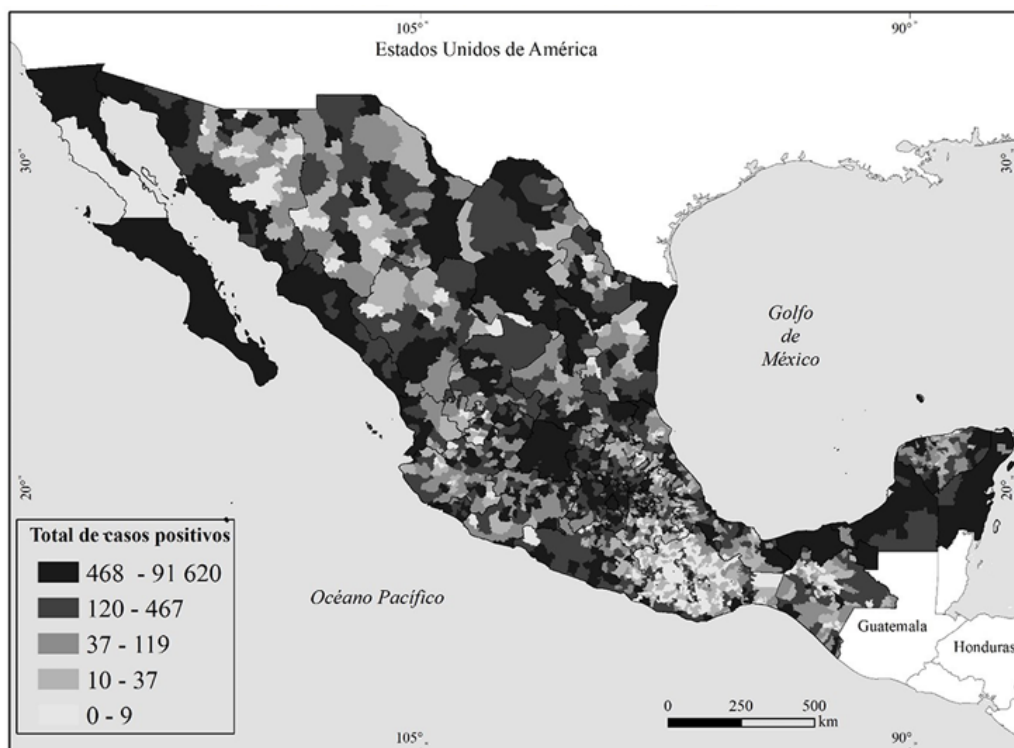 105°
90°
Estados Unidos de América
30°
30°
Golfo
de
México
20°
20°
Total de casos positivos
468 - 91 620
120 - 467
37 - 119
10 - 37
0 - 9
Océano Pacífico
Guatemala
Honduras
0 250 500
km
105°
90°